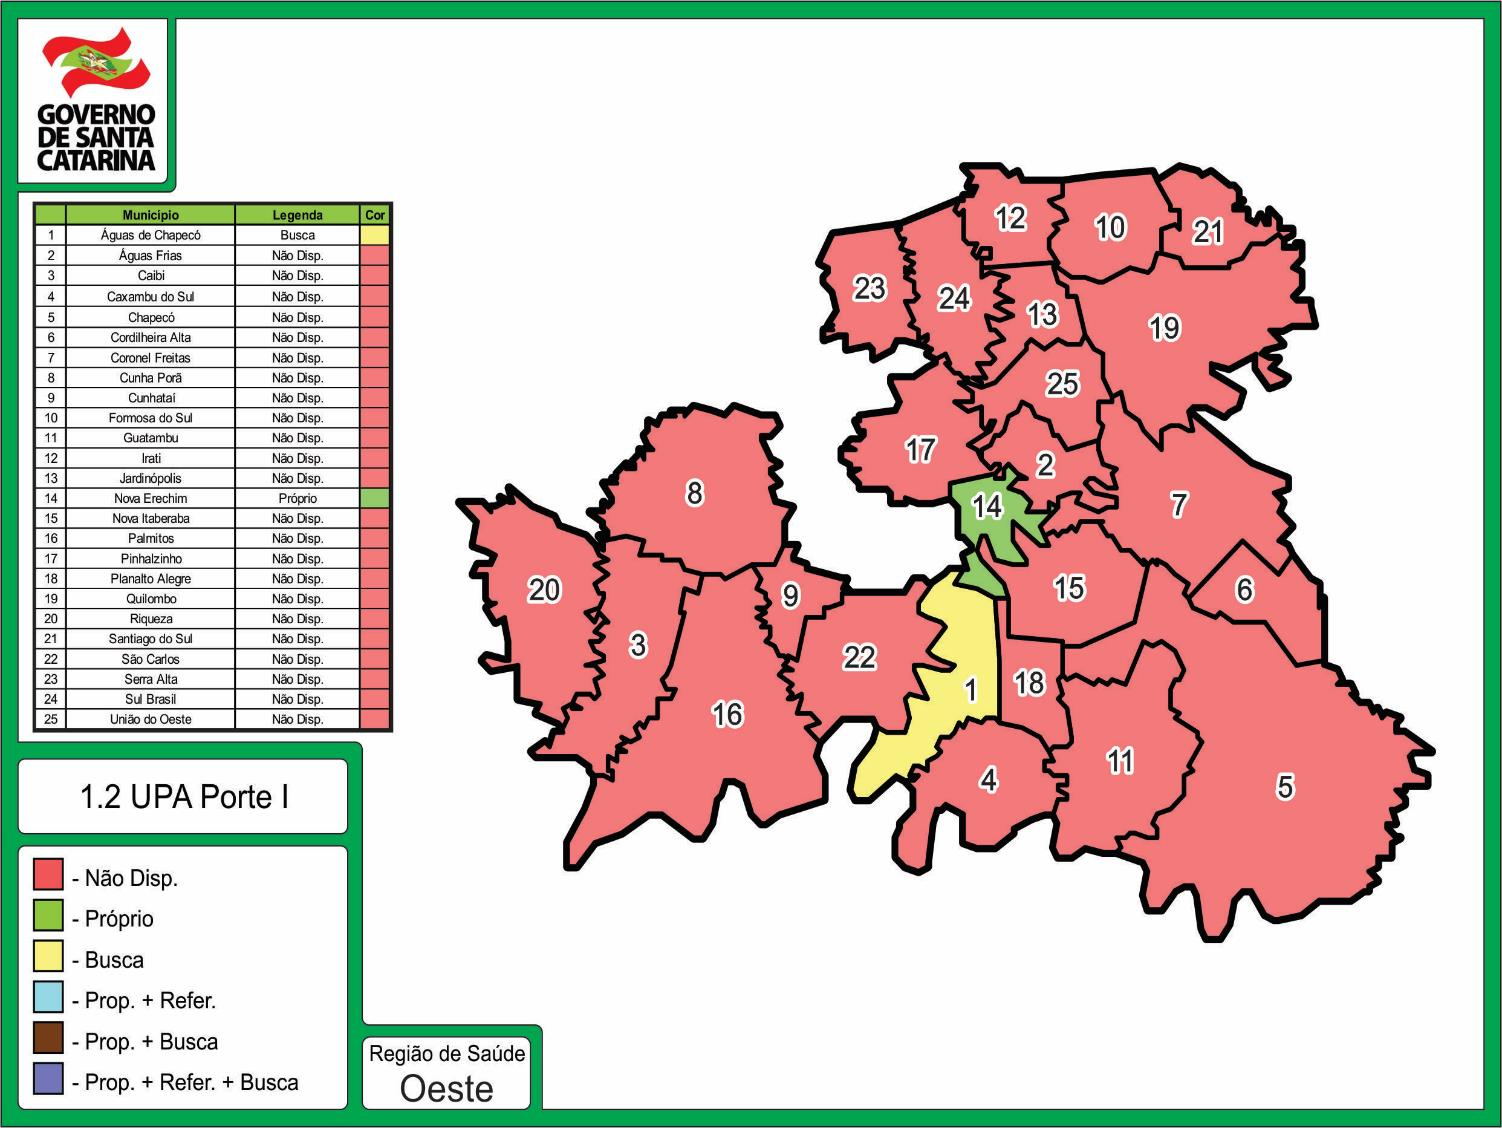 GOVERNO
DE SANTA
CATARINA
Município Legenda Cor
1 Águas de Chapecó Busca
2 Águas Frias Não Disp.
3 Caibi Não Disp.
4 Caxambu do Sul Não Disp.
5 Chapecó Não Disp.
6 Cordilheira Alta Não Disp.
7 Coronel Freitas Não Disp.
8 Cunha Porã Não Disp.
9 Cunhataí Não Disp.
10 Formosa do Sul Não Disp.
11 Guatambu Não Disp.
12 Irati Não Disp.
13 Jardinópolis Não Disp.
14 Nova Erechim Próprio
15 Nova Itaberaba Não Disp.
16 Palmitos Não Disp.
17 Pinhalzinho Não Disp.
18 Planalto Alegre Não Disp.
19 Quilombo Não Disp.
20 Riqueza Não Disp.
21 Santiago do Sul Não Disp.
22 São Carlos Não Disp.
23 Serra Alta Não Disp.
24 Sul Brasil Não Disp.
25 União do Oeste Não Disp.
1.2 UPA Porte I
- Não Disp.
- Próprio
- Busca
- Prop. + Refer.
- Prop. + Busca
- Prop. + Refer. + Busca
Região de Saúde
Oeste
12
10
21
23
24
13
19
25
17
2
8
14
7
20
9
15
6
3
22
1
18
16
4
11
5